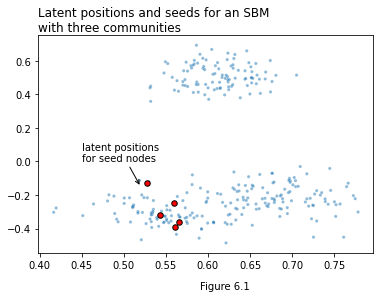 Latent positions and seeds for an SBM
with three communities
0.6
0.4
0.2
0.0
−0.2
−0.4
latent positions
for seed nodes
0.40 0.45 0.50 0.55 0.60 0.65 0.70 0.75
Figure 6.1